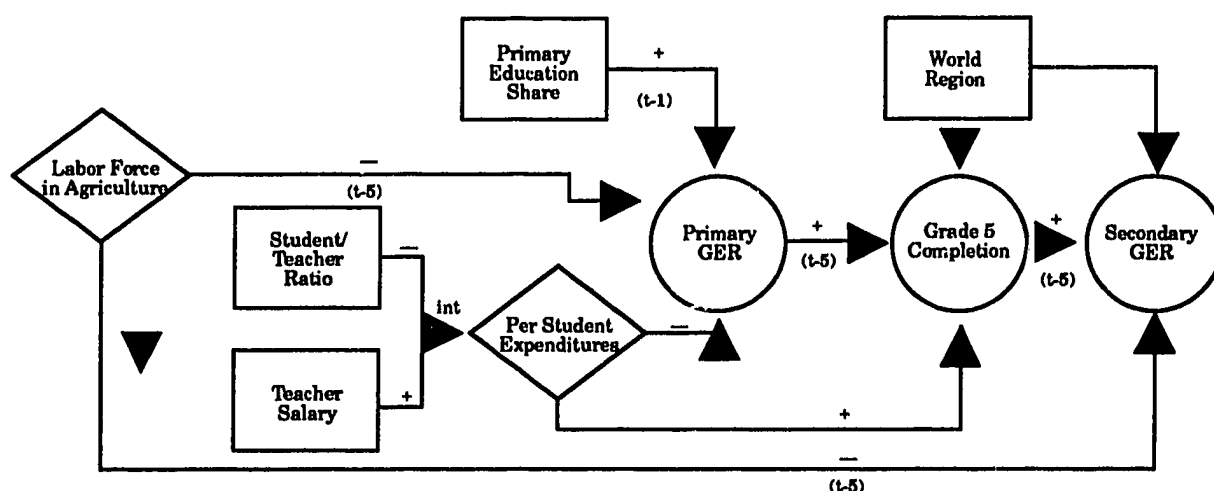 Primary
Education
Share
+
(t-1)
World
Region
Labor Force
in Agriculture
—
(t-5)
Student/
Teacher
Ratio
—
Primary
GER
+
(t-5)
Grade 5
Completion
+
(t-5)
Secondary
GER
int
Per Student
Expenditures
—
Teacher
Salary
+
+
—
(t-5)